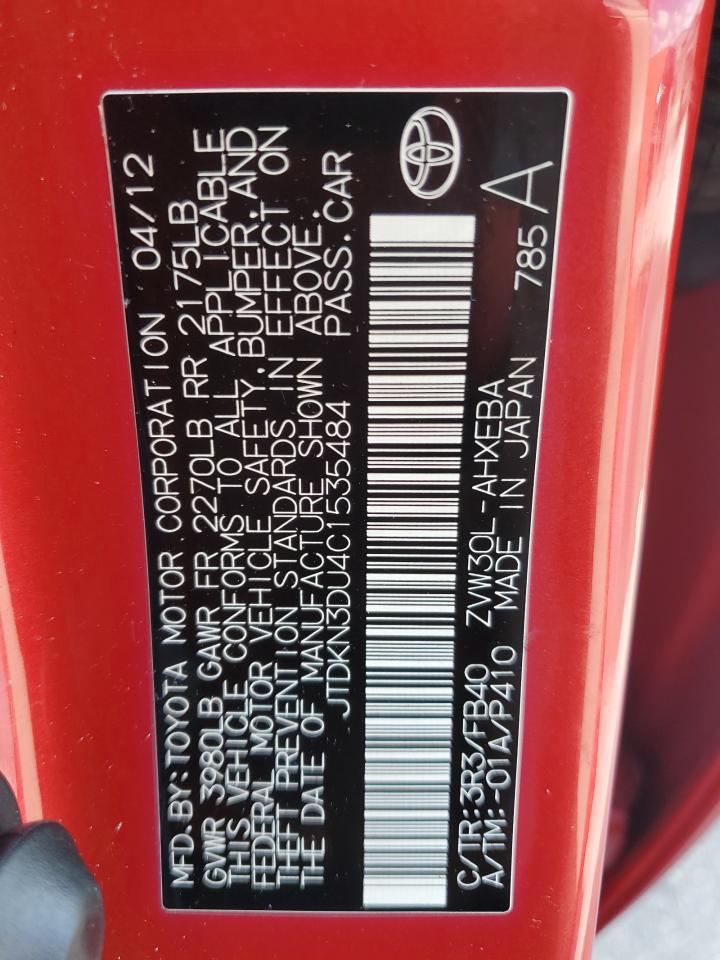 MFD. BY: TOYOTA MOTOR CORPORATION 04/12
GVWR 3980LB GAWR FR 2270LB RR 2175LB
THIS VEHICLE CONFORMS TO ALL APPLICABLE
FEDERAL MOTOR VEHICLE SAFETY, BUMPER, AND
THEFT PREVENTION STANDARDS IN EFFECT ON
THE DATE OF MANUFACTURE SHOWN ABOVE.
JTDKN3DU4C1535484 PASS. CAR
C/TR: 3R3/FB40 ZVW30L-AHXEBA
A/TM: -01A/P410 MADE IN JAPAN 785 A